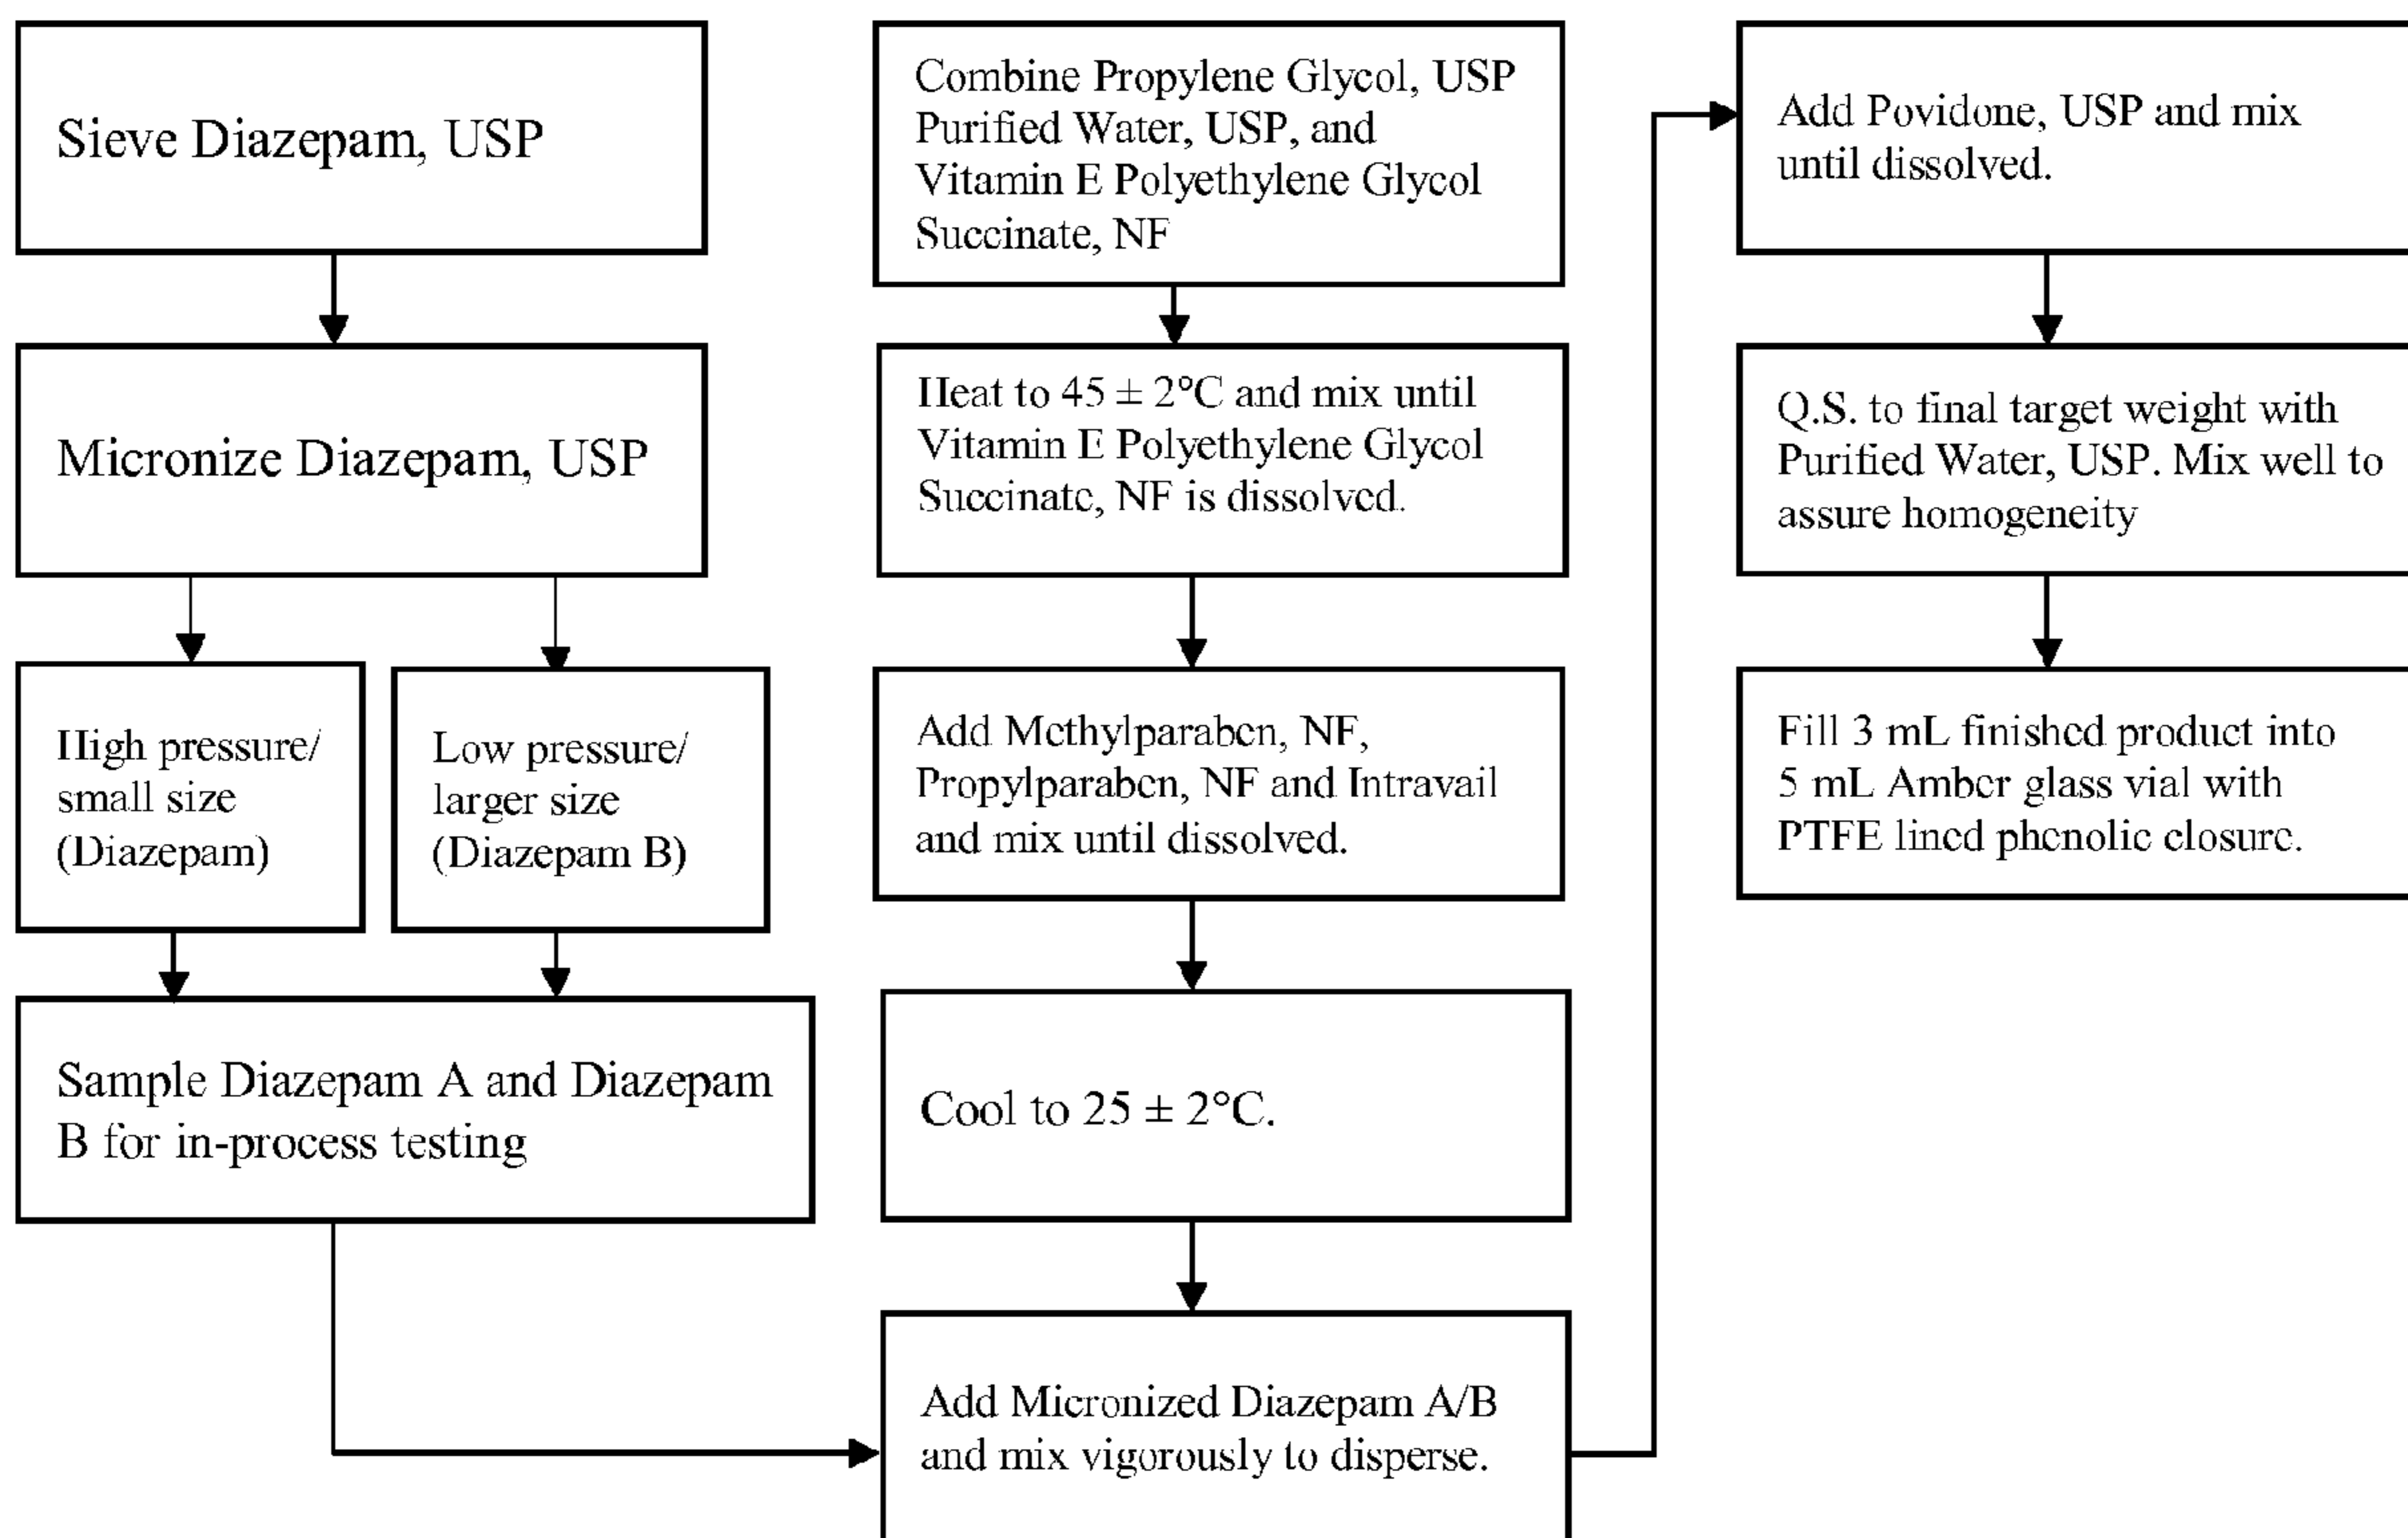 Sieve Diazepam, USP
Micronize Diazepam, USP
High pressure/
small size
(Diazepam)
Low pressure/
larger size
(Diazepam B)
Sample Diazepam A and Diazepam
B for in-process testing
Combine Propylene Glycol, USP
Purified Water, USP, and
Vitamin E Polyethylene Glycol
Succinate, NF
Heat to 45 ± 2°C and mix until
Vitamin E Polyethylene Glycol
Succinate, NF is dissolved.
Add Methylparaben, NF,
Propylparaben, NF and Intravail
and mix until dissolved.
Cool to 25 ± 2°C.
Add Micronized Diazepam A/B
and mix vigorously to disperse.
Add Povidone, USP and mix
until dissolved.
Q.S. to final target weight with
Purified Water, USP. Mix well to
assure homogeneity
Fill 3 mL finished product into
5 mL Amber glass vial with
PTFE lined phenolic closure.